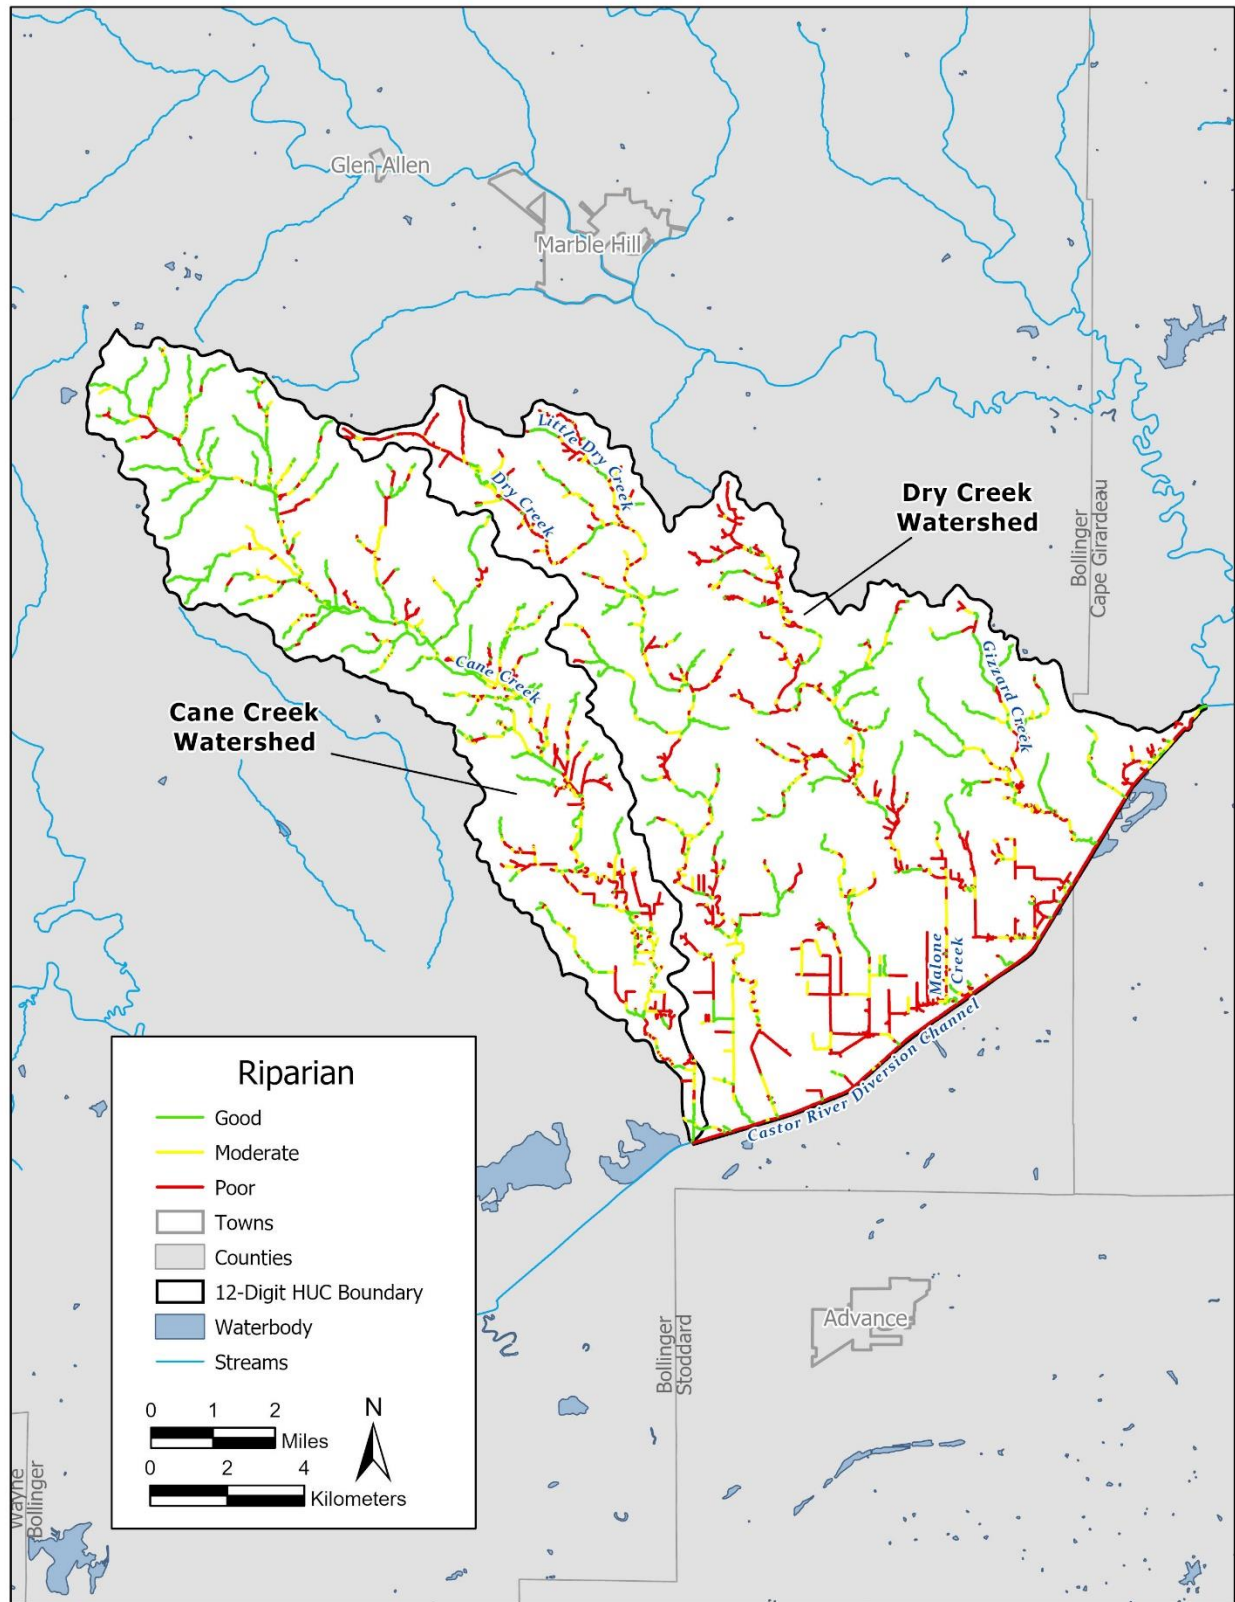 Glen Allen
Marble Hill
Little Dry Creek
Dry Creek
Dry Creek
Watershed
Bollinger
Cape Girardeau
Gizzard Creek
Cane Creek
Cane Creek
Watershed
Malone
Creek
Castor River Diversion Channel
Riparian
Good
Moderate
Poor
Towns
Counties
12-Digit HUC Boundary
Waterbody
Streams
0 1 2
Miles
0 2 4
Kilometers
N
Bollinger
Stoddard
Advance
Wayne
Bollinger